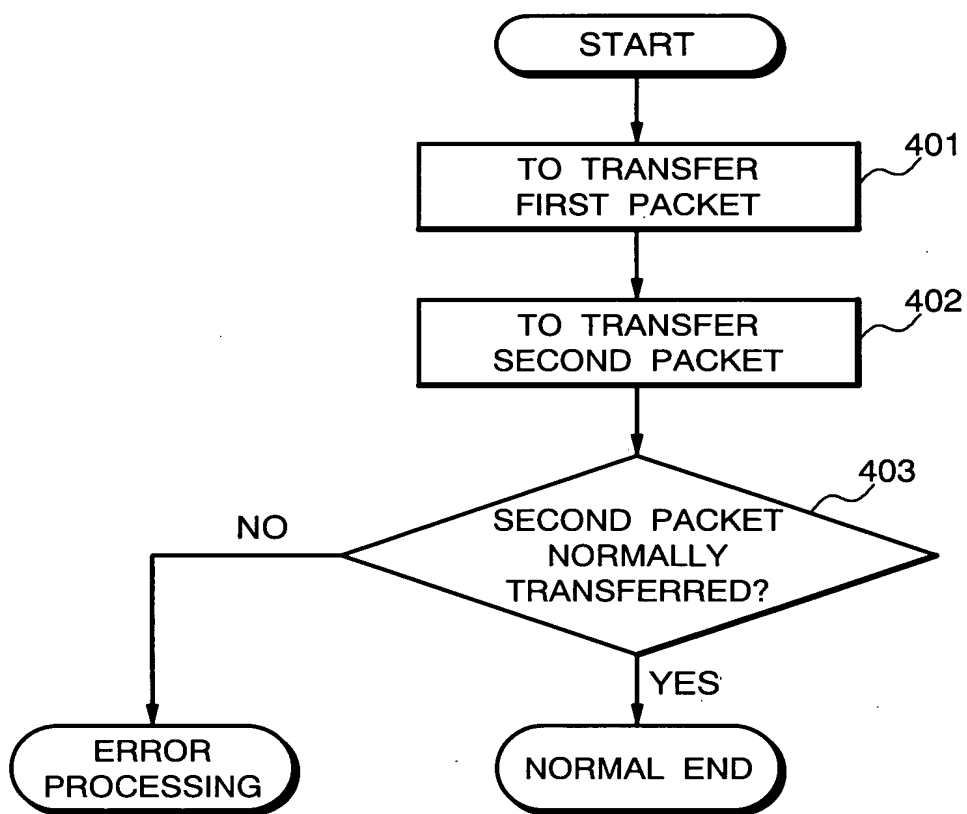 START
401
TO TRANSFER
FIRST PACKET
402
TO TRANSFER
SECOND PACKET
403
SECOND PACKET
NORMALLY
TRANSFERRED?
NO
YES
ERROR
PROCESSING
NORMAL END